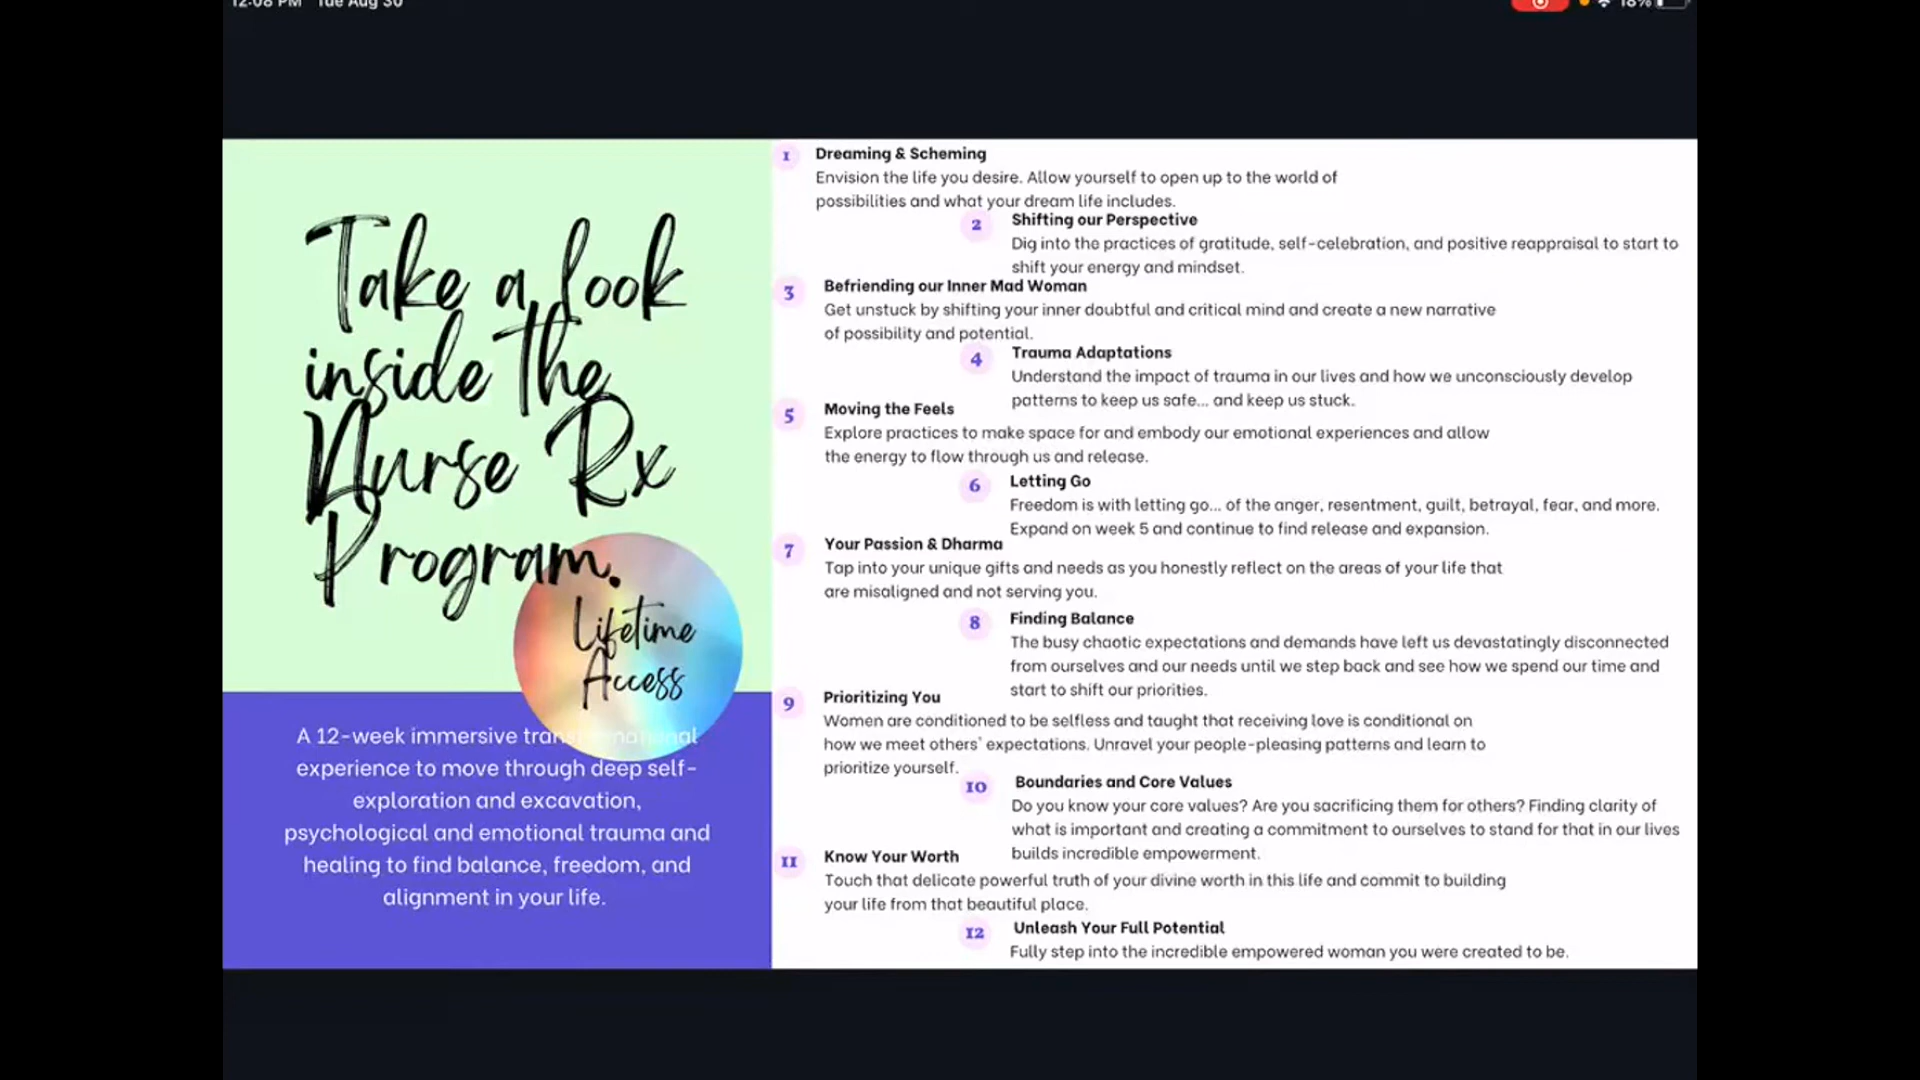 12:08 PM Tue Aug 30
18%
Take a look
inside the
Nurse Rx
Program.
Lifetime
Access
A 12-week immersive transformational
experience to move through deep self-
exploration and excavation,
psychological and emotional trauma and
healing to find balance, freedom, and
alignment in your life.
1 Dreaming & Scheming
Envision the life you desire. Allow yourself to open up to the world of
possibilities and what your dream life includes.
2 Shifting our Perspective
Dig into the practices of gratitude, self-celebration, and positive reappraisal to start to
shift your energy and mindset.
3 Befriending our Inner Mad Woman
Get unstuck by shifting your inner doubtful and critical mind and create a new narrative
of possibility and potential.
4 Trauma Adaptations
Understand the impact of trauma in our lives and how we unconsciously develop
patterns to keep us safe... and keep us stuck.
5 Moving the Feels
Explore practices to make space for and embody our emotional experiences and allow
the energy to flow through us and release.
6 Letting Go
Freedom is with letting go... of the anger, resentment, guilt, betrayal, fear, and more.
Expand on week 5 and continue to find release and expansion.
7 Your Passion & Dharma
Tap into your unique gifts and needs as you honestly reflect on the areas of your life that
are misaligned and not serving you.
8 Finding Balance
The busy chaotic expectations and demands have left us devastatingly disconnected
from ourselves and our needs until we step back and see how we spend our time and
start to shift our priorities.
9 Prioritizing You
Women are conditioned to be selfless and taught that receiving love is conditional on
how we meet others' expectations. Unravel your people-pleasing patterns and learn to
prioritize yourself.
10 Boundaries and Core Values
Do you know your core values? Are you sacrificing them for others? Finding clarity of
what is important and creating a commitment to ourselves to stand for that in our lives
builds incredible empowerment.
11 Know Your Worth
Touch that delicate powerful truth of your divine worth in this life and commit to building
your life from that beautiful place.
12 Unleash Your Full Potential
Fully step into the incredible empowered woman you were created to be.